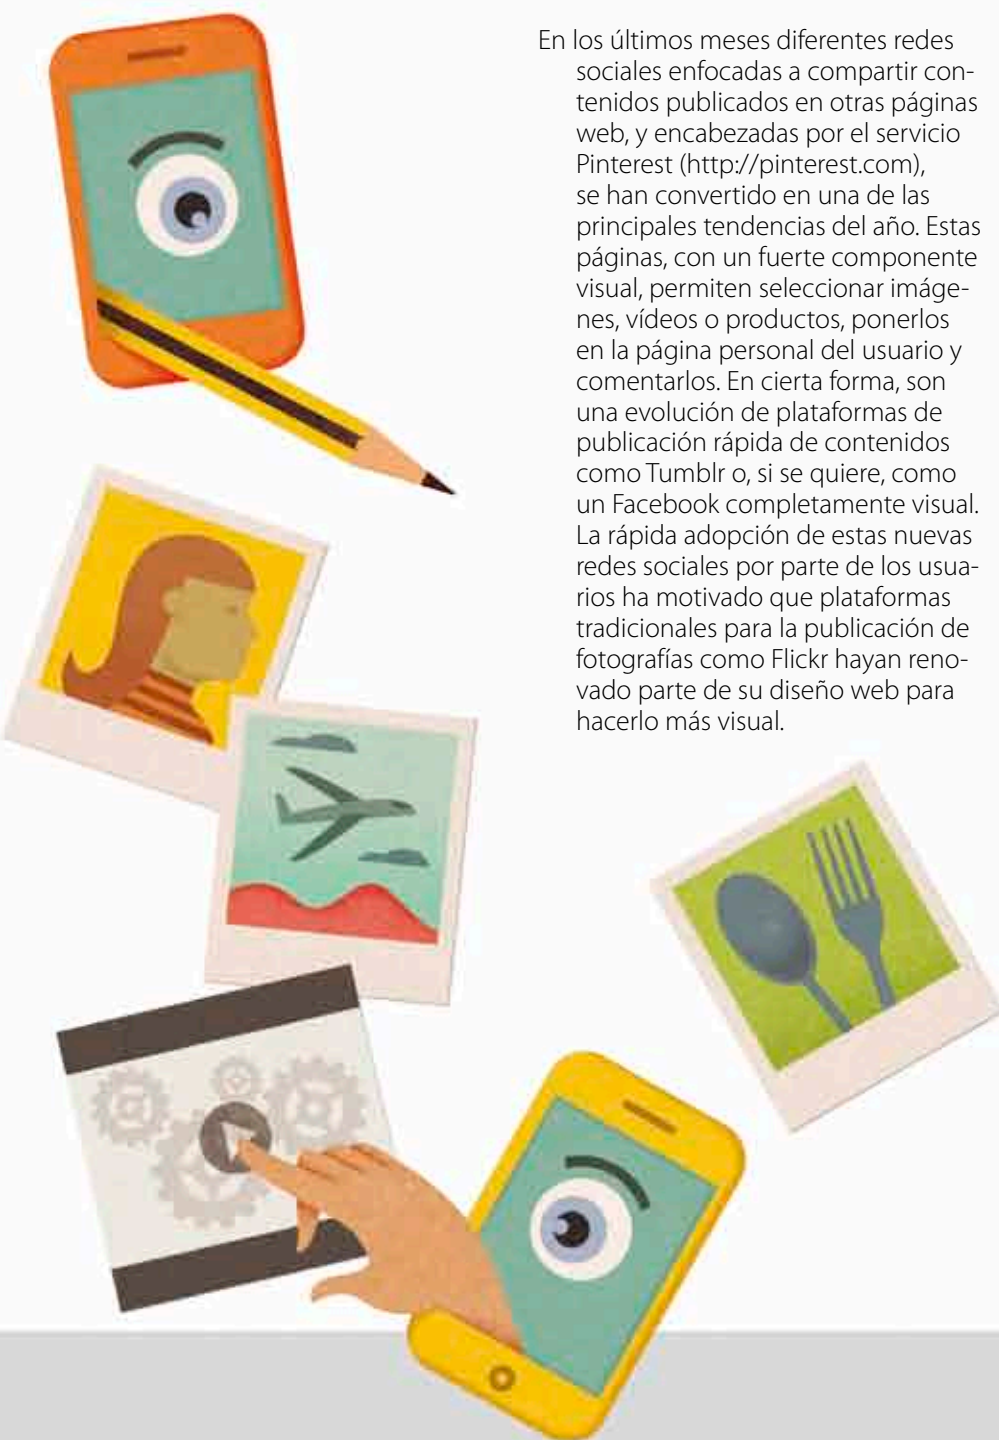 En los últimos meses diferentes redes
sociales enfocadas a compartir con-
tenidos publicados en otras páginas
web, y encabezadas por el servicio
Pinterest (http://pinterest.com),
se han convertido en una de las
principales tendencias del año. Estas
páginas, con un fuerte componente
visual, permiten seleccionar imáge-
nes, vídeos o productos, ponerlos
en la página personal del usuario y
comentarlos. En cierta forma, son
una evolución de plataformas de
publicación rápida de contenidos
como Tumblr o, si se quiere, como
un Facebook completamente visual.
La rápida adopción de estas nuevas
redes sociales por parte de los usua-
rios ha motivado que plataformas
tradicionales para la publicación de
fotografías como Flickr hayan reno-
vado parte de su diseño web para
hacerlo más visual.